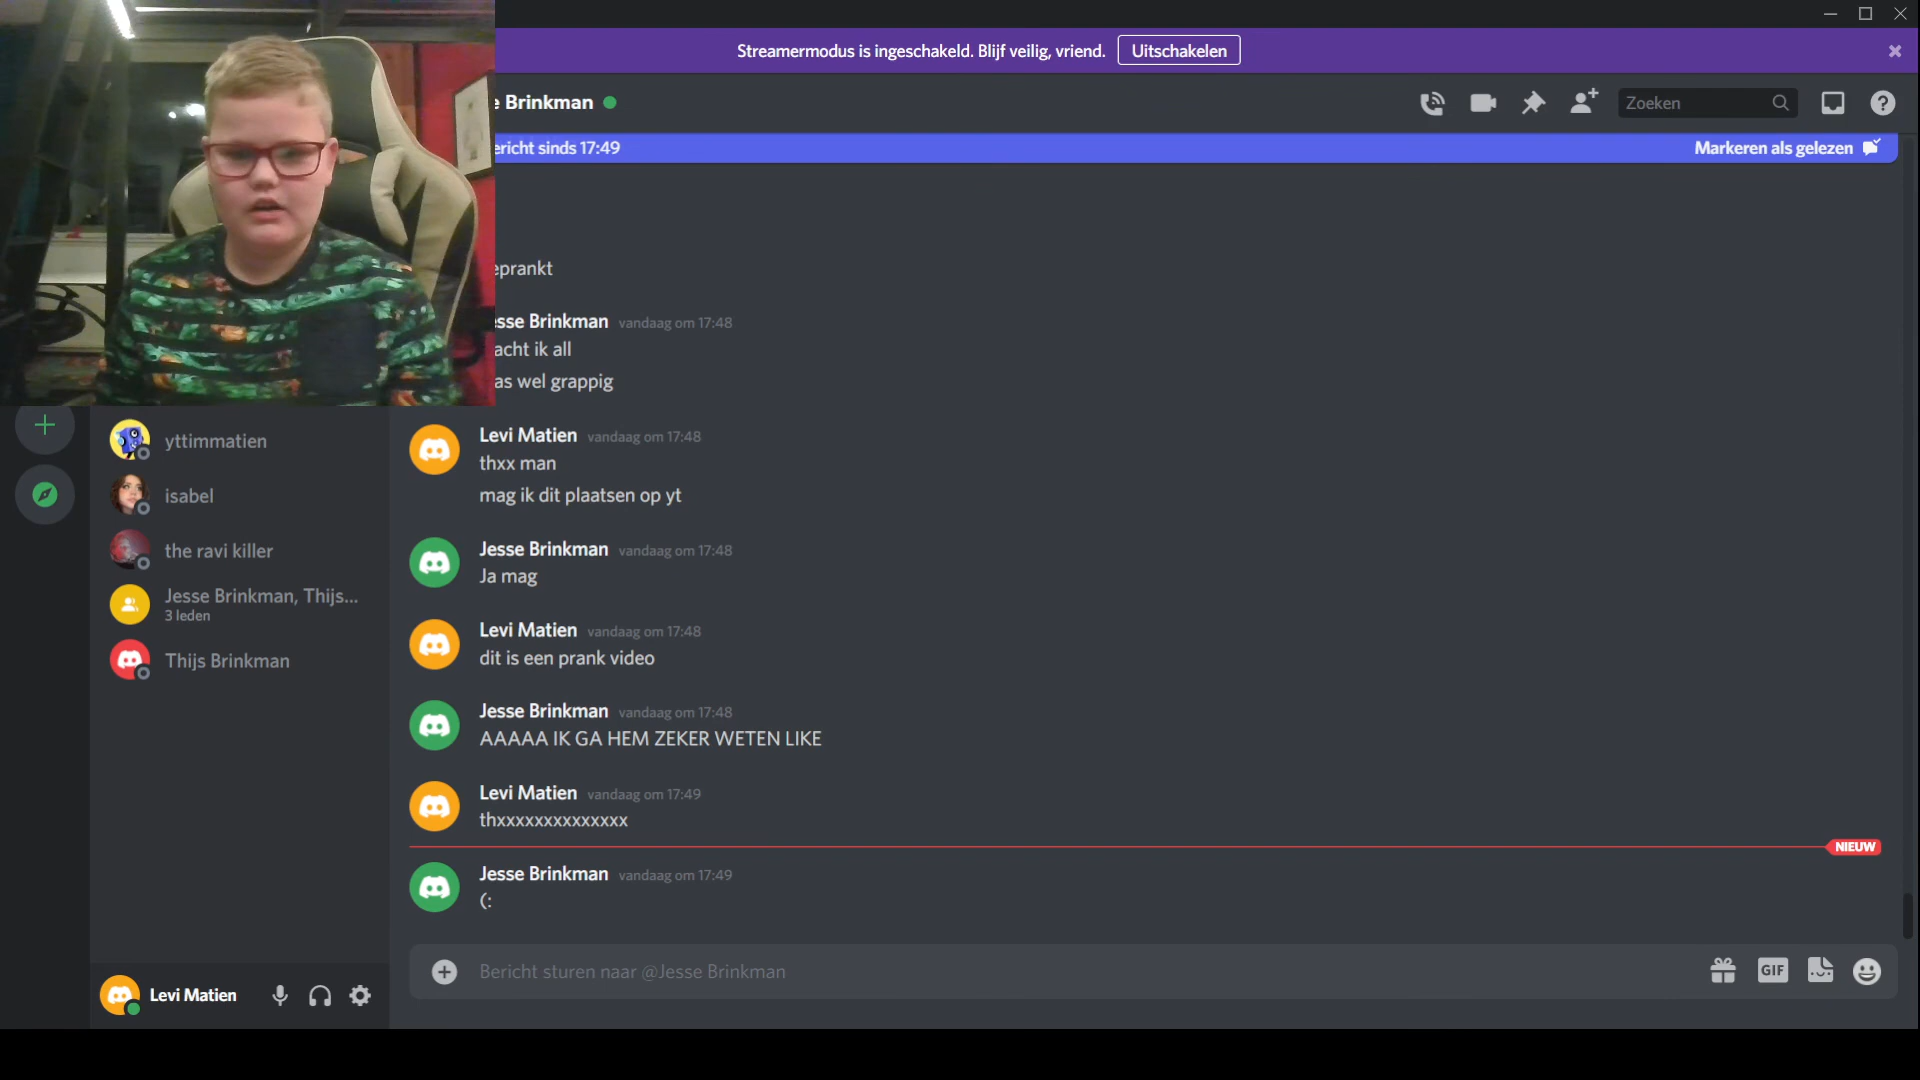 Streamermodus is ingeschakeld. Blijf veilig, vriend. Uitschakelen
e Brinkman
Zoeken
ericht sinds 17:49
Markeren als gelezen
eprankt
esse Brinkman vandaag om 17:48
acht ik all
as wel grappig
Levi Matien vandaag om 17:48
thxx man
mag ik dit plaatsen op yt
Jesse Brinkman vandaag om 17:48
Ja mag
Levi Matien vandaag om 17:48
dit is een prank video
Jesse Brinkman vandaag om 17:48
AAAAA IK GA HEM ZEKER WETEN LIKE
Levi Matien vandaag om 17:49
thxxxxxxxxxxxxxx
NIEUW
Jesse Brinkman vandaag om 17:49
(:
Bericht sturen naar @Jesse Brinkman
GIF
yttimmatien
isabel
the ravi killer
Jesse Brinkman, Thijs...
3 leden
Thijs Brinkman
Levi Matien